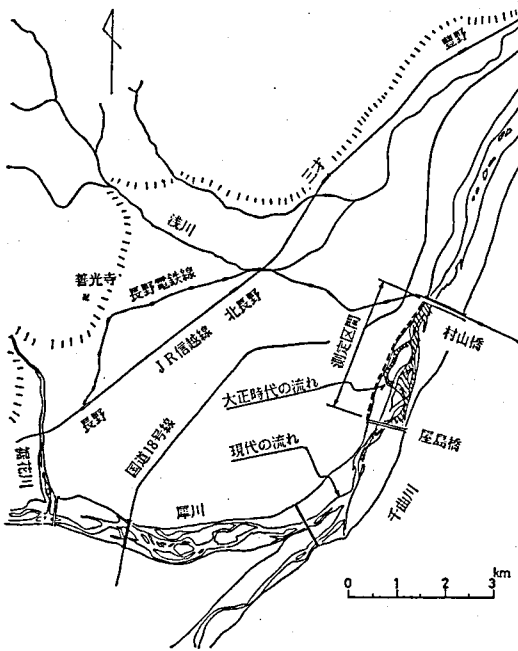 豊野
三才
浅川
善光寺
長野電鉄線
北長野
JR信越線
測定区間
村山橋
大正時代の流れ
長野
国道18号線
屋島橋
裾花川
現代の流れ
犀川
千曲川
km
0 1 2 3